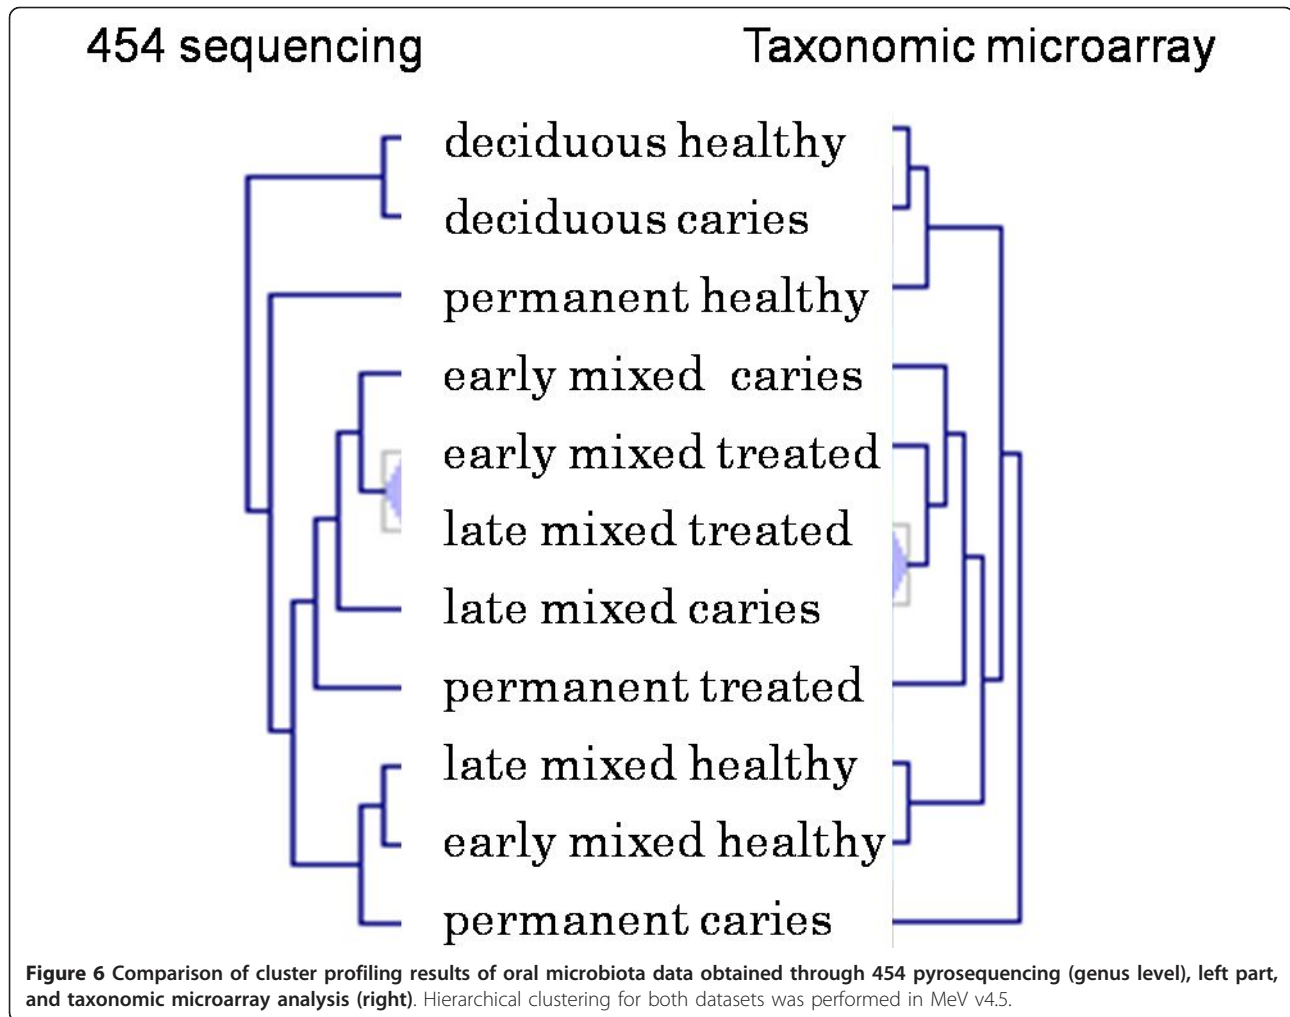 454 sequencing
Taxonomic microarray
deciduous healthy
deciduous caries
permanent healthy
early mixed caries
early mixed treated
late mixed treated
late mixed caries
permanent treated
late mixed healthy
early mixed healthy
permanent caries
Figure 6 Comparison of cluster profiling results of oral microbiota data obtained through 454 pyrosequencing (genus level), left part,
and taxonomic microarray analysis (right). Hierarchical clustering for both datasets was performed in MeV v4.5.